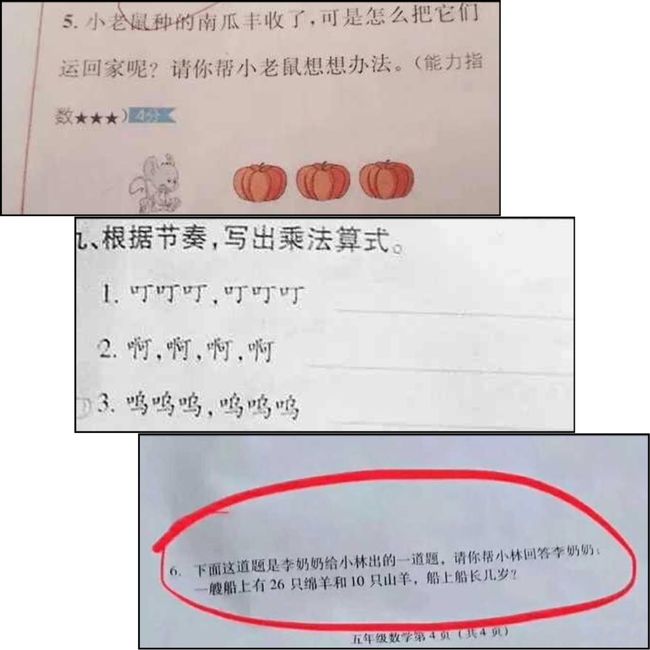 5. 小老鼠种的南瓜丰收了，可是怎么把它们
运回家呢？请你帮小老鼠想想办法。（能力指
数★★★）4分
九、根据节奏，写出乘法算式。
1. 叮叮叮，叮叮叮
2. 啊，啊，啊，啊
3. 呜呜呜，呜呜呜
6. 下面这道题是李奶奶给小林出的一道题，请你帮小林回答李奶奶：
一艘船上有 26 只绵羊和 10 只山羊，船上船长几岁？
五年级数学第 4 页（共 4 页）